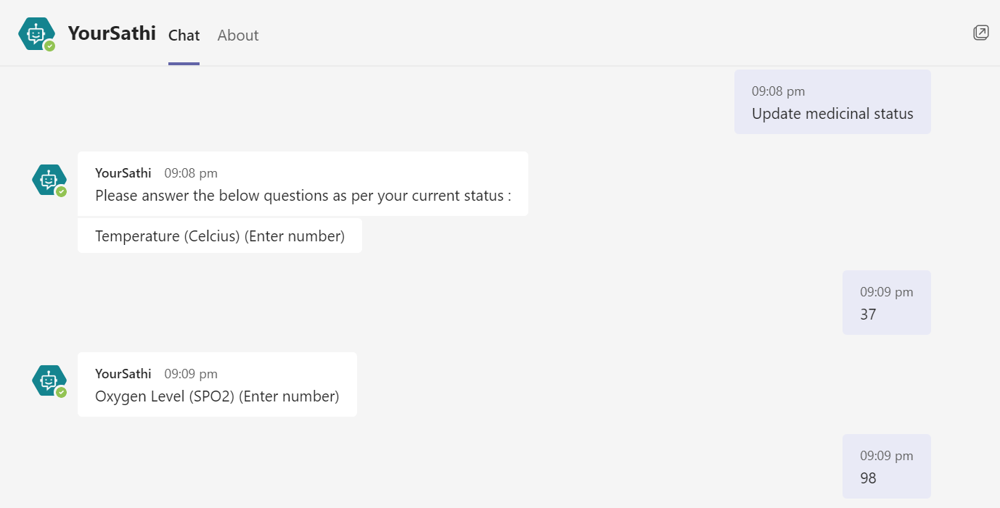 YourSathi Chat About
09:08 pm
Update medicinal status
YourSathi 09:08 pm
Please answer the below questions as per your current status :
Temperature (Celcius) (Enter number)
09:09 pm
37
YourSathi 09:09 pm
Oxygen Level (SPO2) (Enter number)
09:09 pm
98